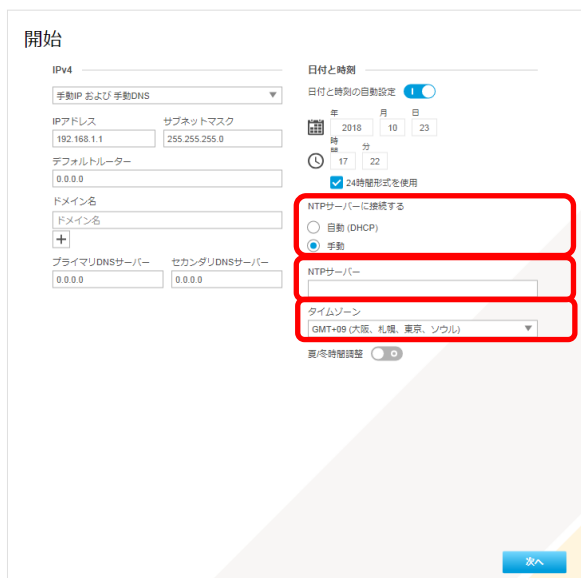 開始
IPv4
手動IP および 手動DNS
IPアドレス サブネットマスク
192.168.1.1 255.255.255.0
デフォルトルーター
0.0.0.0
ドメイン名
ドメイン名
+
プライマリDNSサーバー セカンダリDNSサーバー
0.0.0.0 0.0.0.0
日付と時刻
日付と時刻の自動設定
年 月 日
2018 10 23
時間 分
17 22
24時間形式を使用
NTPサーバーに接続する
自動 (DHCP)
手動
NTPサーバー
タイムゾーン
GMT+09 (大阪、札幌、東京、ソウル)
夏/冬時間調整
次へ